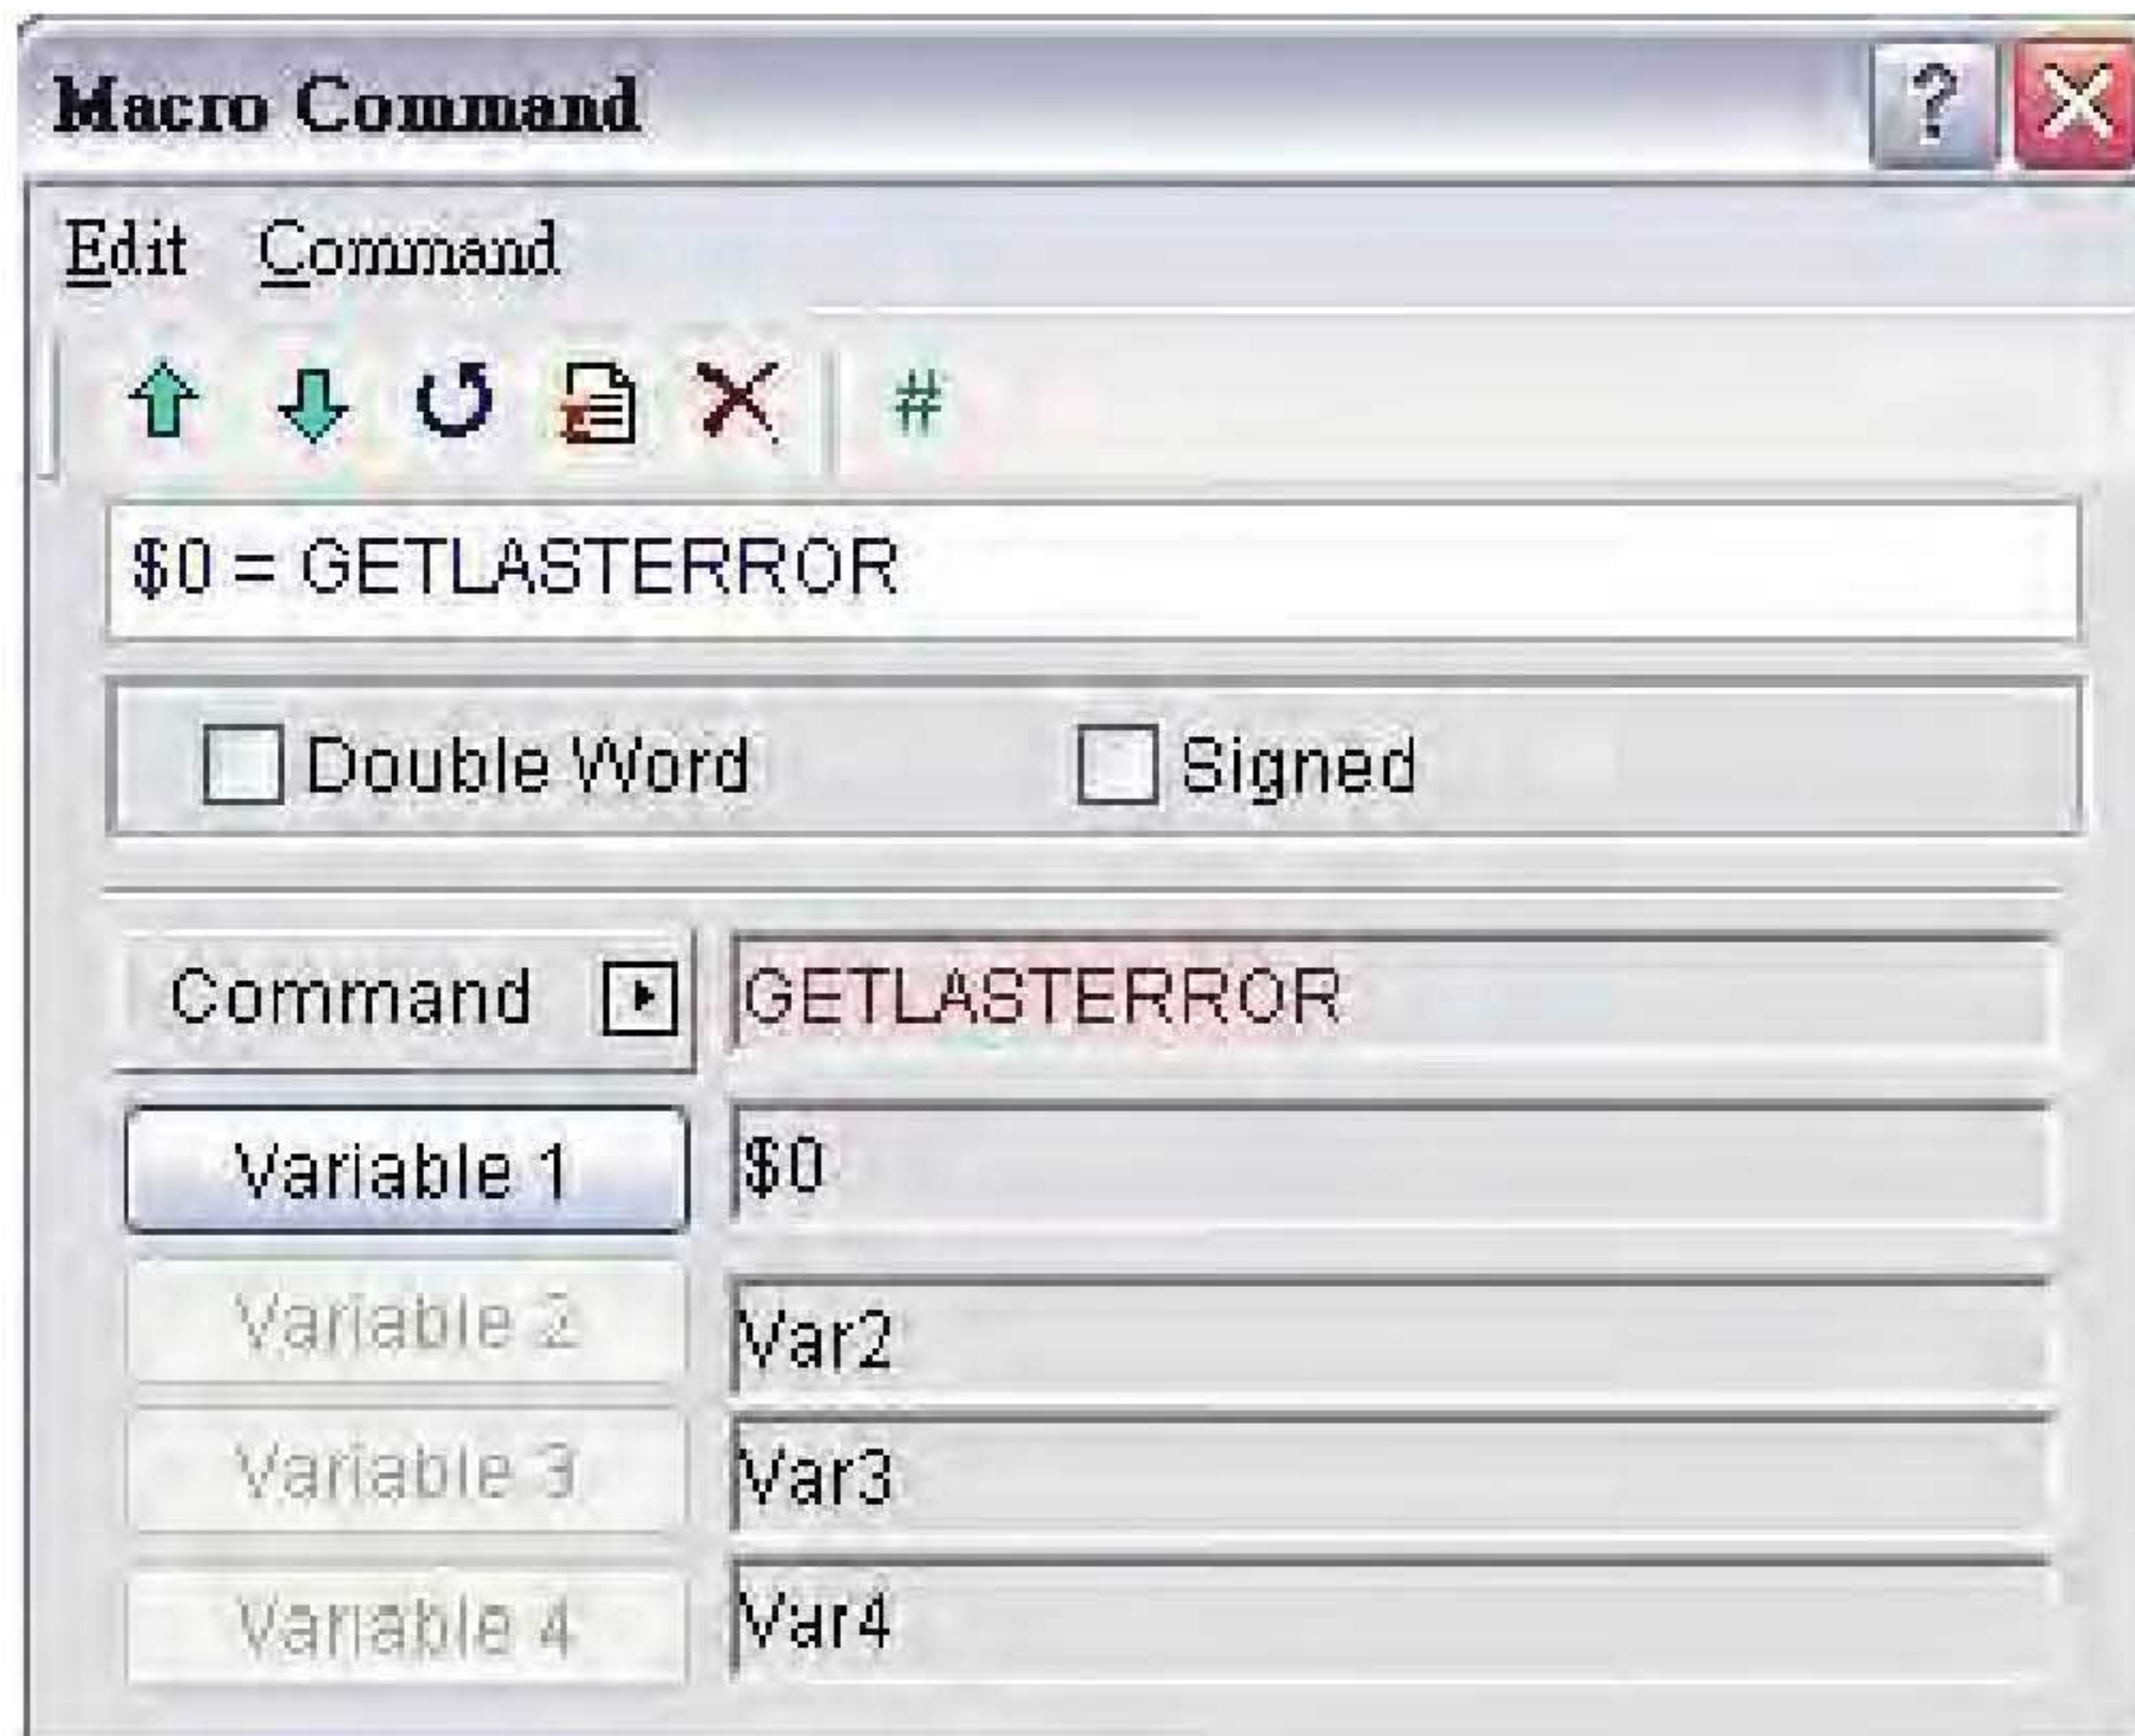 Macro Command ?
Edit Command
#
$0 = GETLASTERROR
Double Word Signed
Command GETLASTERROR
Variable 1 $0
Variable 2 Var2
Variable 3 Var3
Variable 4 Var4